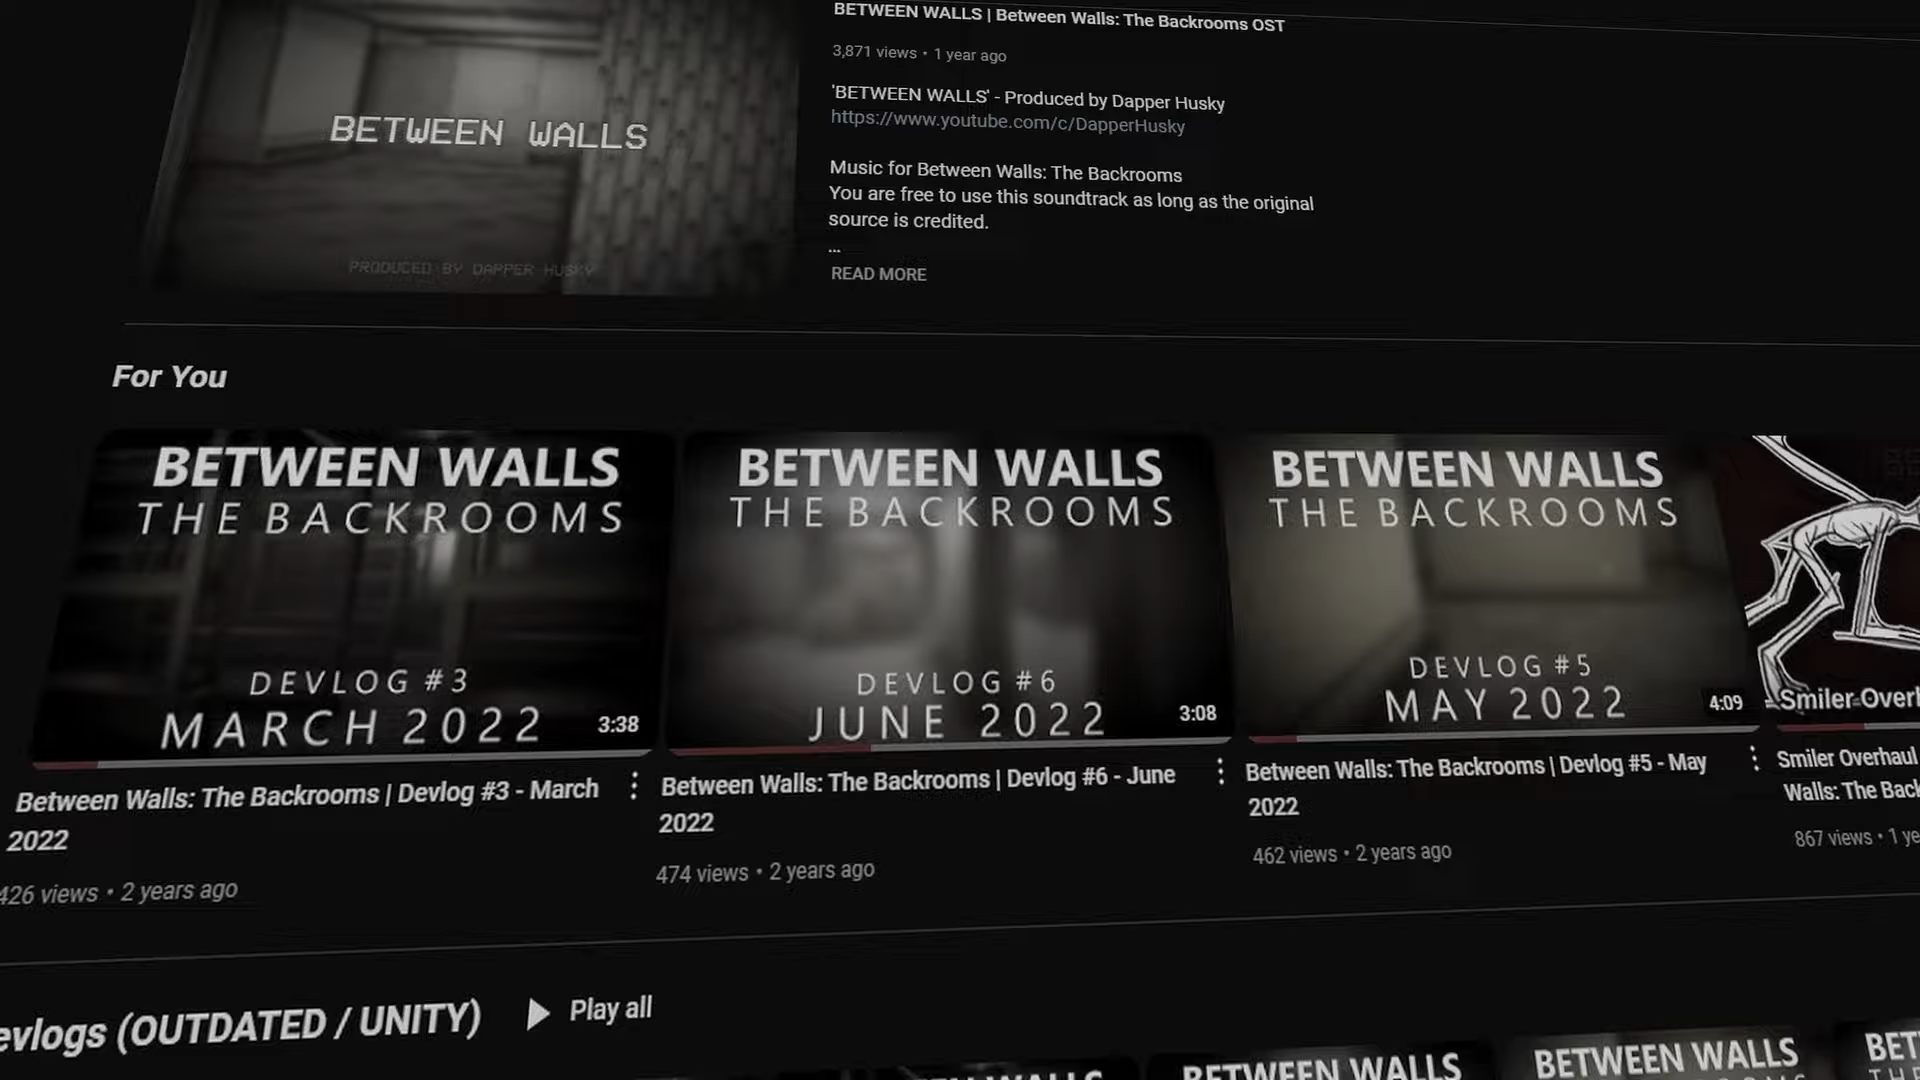 BETWEEN WALLS | Between Walls: The Backrooms OST
3,871 views • 1 year ago
'BETWEEN WALLS' - Produced by Dapper Husky
https://www.youtube.com/c/DapperHusky
Music for Between Walls: The Backrooms
You are free to use this soundtrack as long as the original
source is credited.
...
READ MORE
BETWEEN WALLS
PRODUCED BY DAPPER HUSKY
For You
BETWEEN WALLS
THE BACKROOMS
DEVLOG #3
MARCH 2022
3:38
Between Walls: The Backrooms | Devlog #3 - March
2022
426 views • 2 years ago
BETWEEN WALLS
THE BACKROOMS
DEVLOG #6
JUNE 2022
3:08
Between Walls: The Backrooms | Devlog #6 - June
2022
474 views • 2 years ago
BETWEEN WALLS
THE BACKROOMS
DEVLOG #5
MAY 2022
4:09
Between Walls: The Backrooms | Devlog #5 - May
2022
462 views • 2 years ago
Smiler Overh
Smiler Overhaul
Walls: The Back
867 views • 1 ye
evlogs (OUTDATED / UNITY)
Play all
BETWEEN WALLS
BETWEEN WALLS
BET